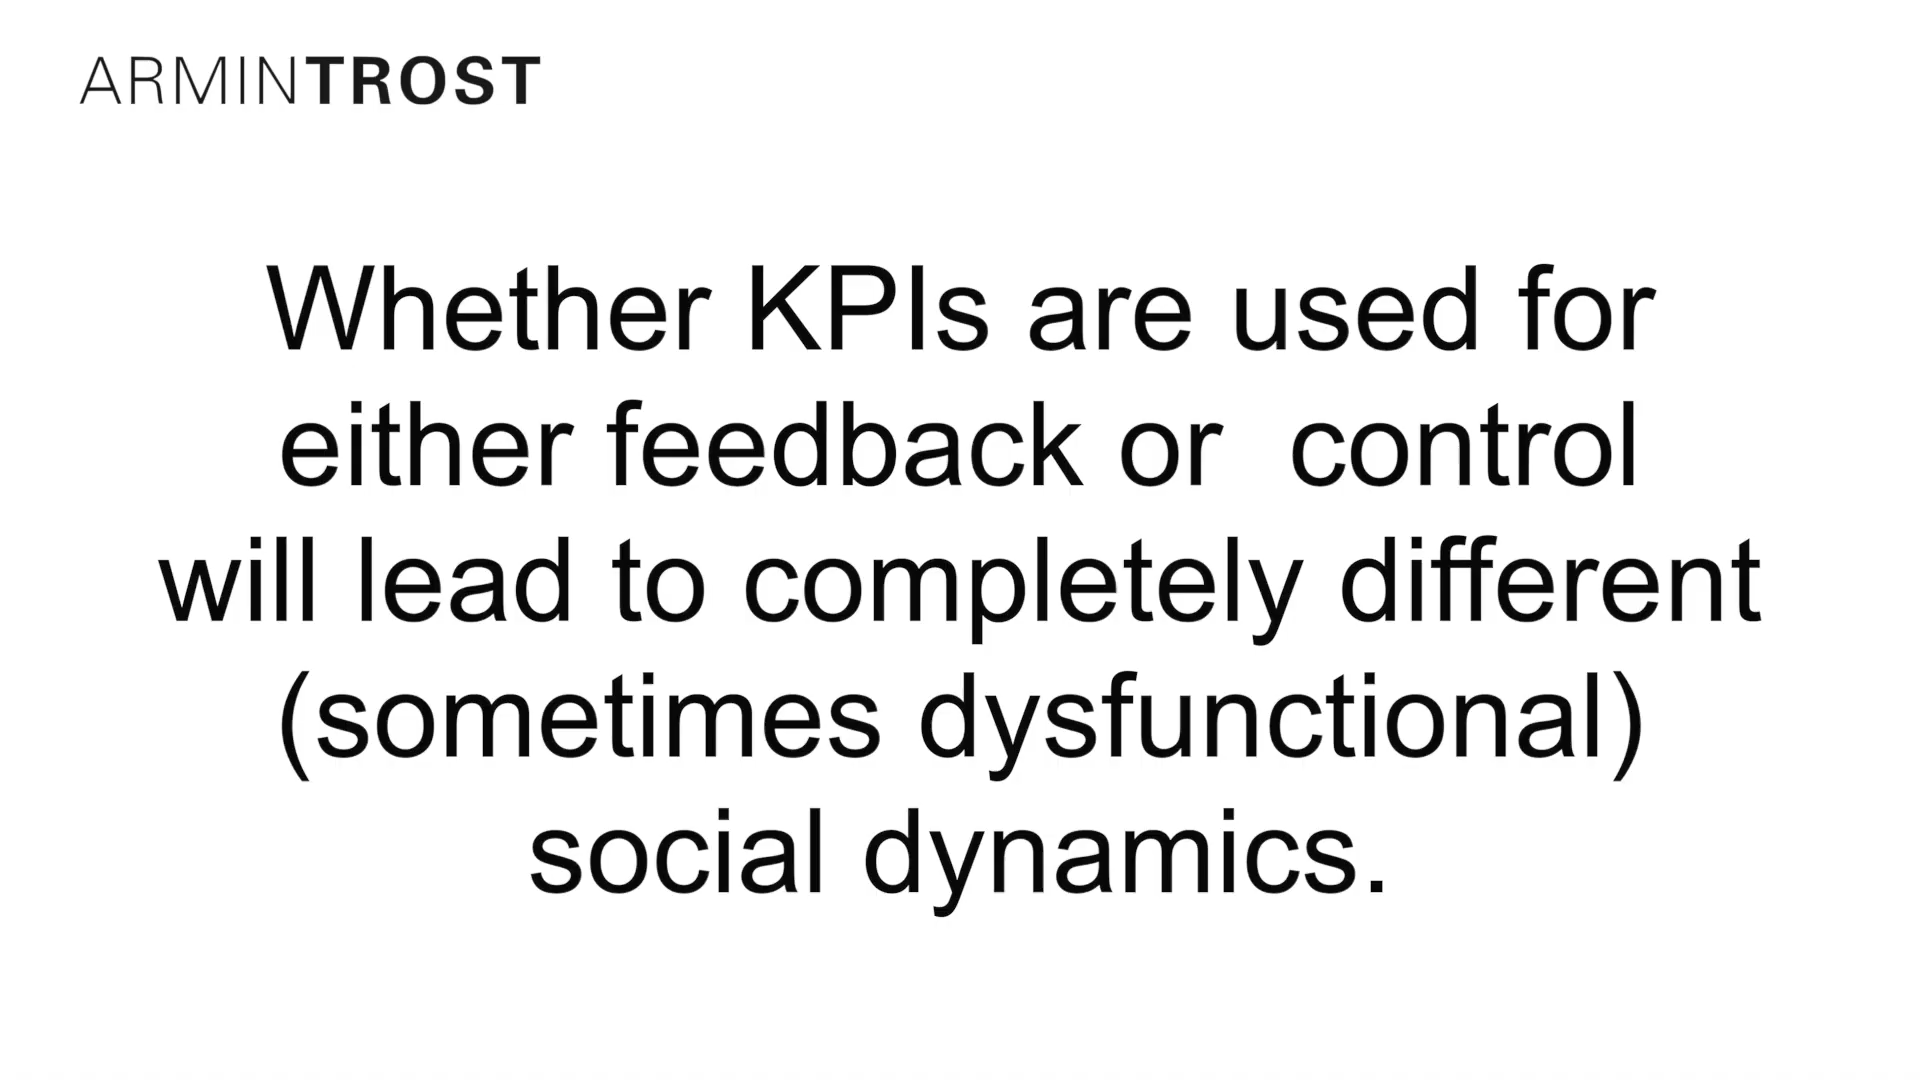 ARMINTROST
Whether KPIs are used for
either feedback or  control
will lead to completely different
(sometimes dysfunctional)
social dynamics.